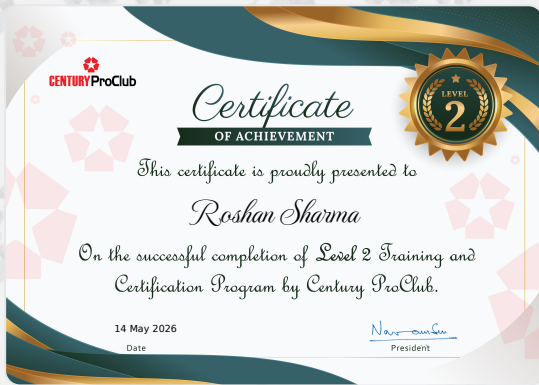 CENTURY ProClub
LEVEL
2
Certificate
OF ACHIEVEMENT
This certificate is proudly presented to
Roshan Sharma
On the successful completion of Level 2 Training and
Certification Program by Century ProClub.
14 May 2026
Date
President